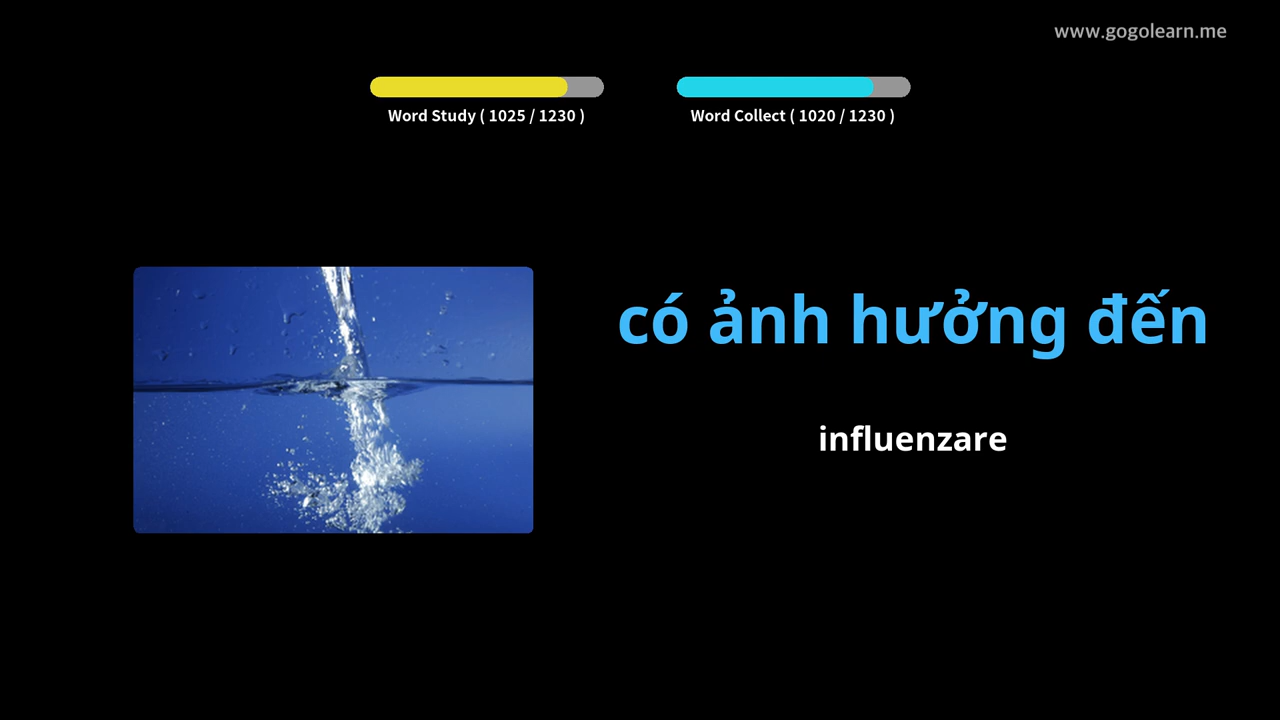 www.gogolearn.me
Word Study ( 1025 / 1230 )
Word Collect ( 1020 / 1230 )
có ảnh hưởng đến
influenzare